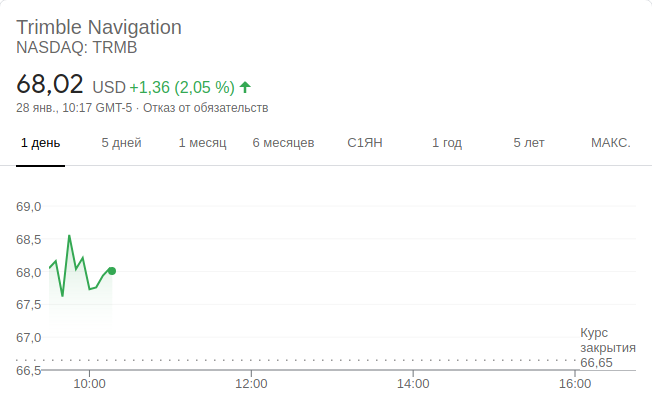 Trimble Navigation
NASDAQ: TRMB
68,02 USD +1,36 (2,05 %)
28 янв., 10:17 GMT-5 · Отказ от обязательств
1 день 5 дней 1 месяц 6 месяцев С1ЯН 1 год 5 лет МАКС.
69,0
68,5
68,0
67,5
67,0
66,5
Курс
закрытия
66,65
10:00 12:00 14:00 16:00